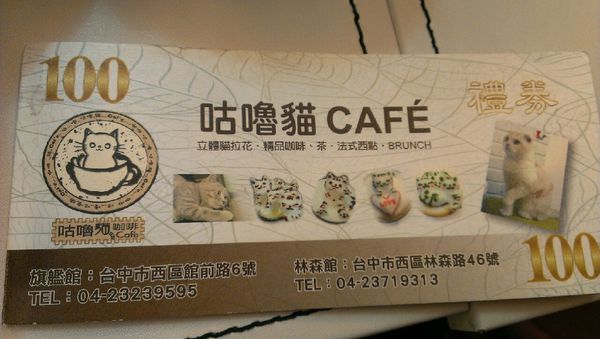 100
禮券
咕嚕貓 CAFÉ
立體貓拉花．精品咖啡、茶．法式西點．BRUNCH
咕嚕貓 咖啡 Cafe
旗艦館：台中市西區館前路6號
TEL：04-23239595
林森館：台中市西區林森路46號
TEL：04-23719313
100